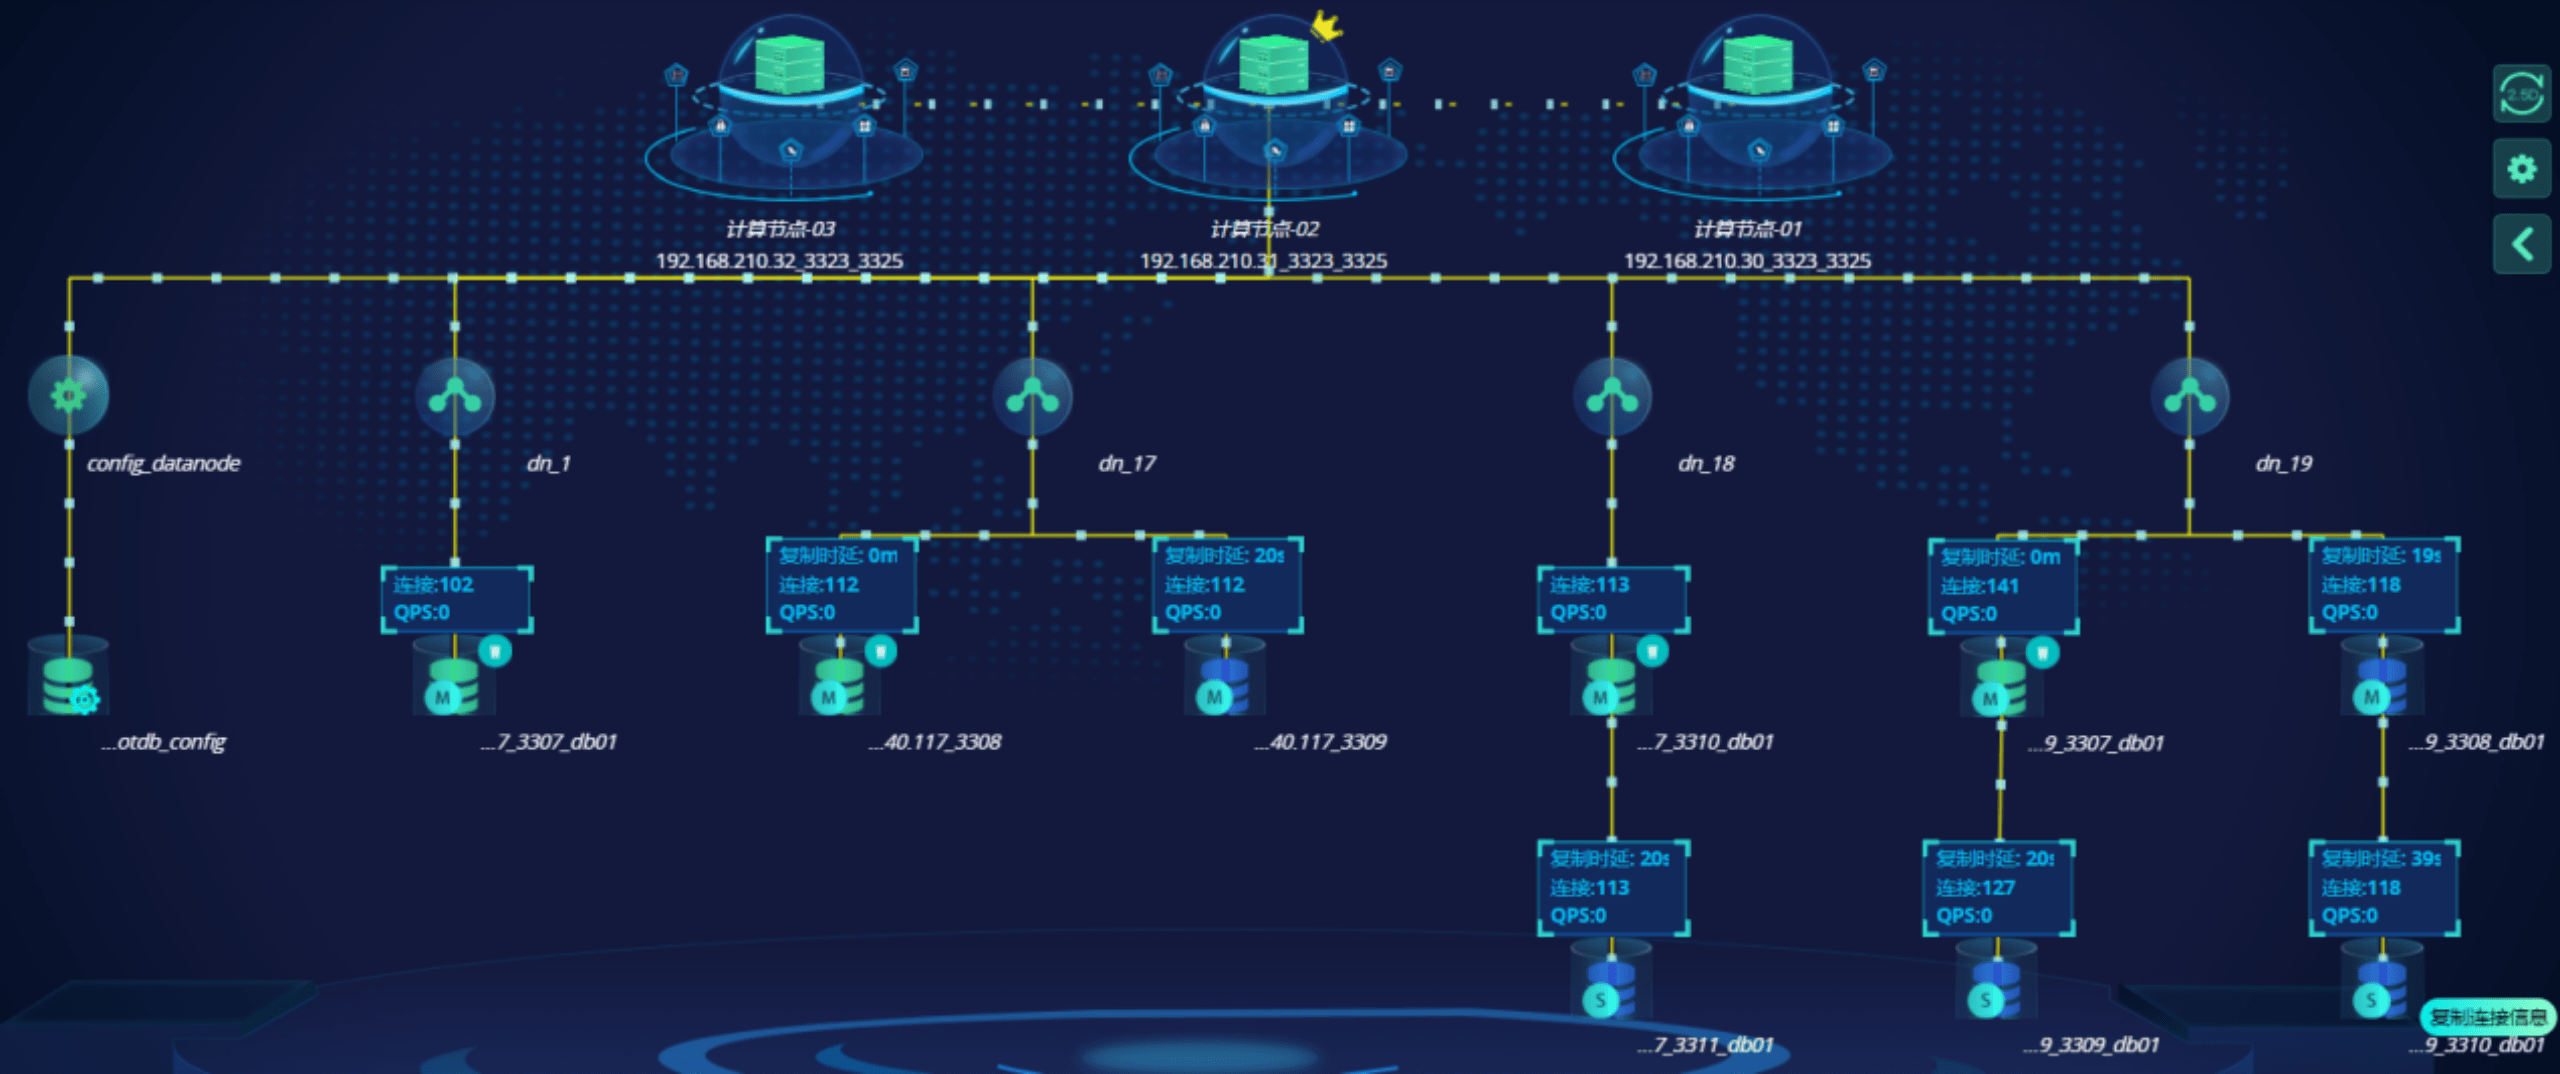 2.5D
计算节点-03
192.168.210.32_3323_3325
计算节点-02
192.168.210.31_3323_3325
计算节点-01
192.168.210.30_3323_3325
config_datanode
dn_1
dn_17
dn_18
dn_19
连接:102
QPS:0
复制时延: 0m
连接:112
QPS:0
复制时延: 20s
连接:112
QPS:0
连接:113
QPS:0
复制时延: 0m
连接:141
QPS:0
复制时延: 19s
连接:118
QPS:0
M
M
M
M
M
M
...otdb_config
...7_3307_db01
...40.117_3308
...40.117_3309
...7_3310_db01
...9_3307_db01
...9_3308_db01
复制时延: 20s
连接:113
QPS:0
复制时延: 20s
连接:127
QPS:0
复制时延: 39s
连接:118
QPS:0
S
S
S
复制连接信息
...7_3311_db01
...9_3309_db01
...9_3310_db01